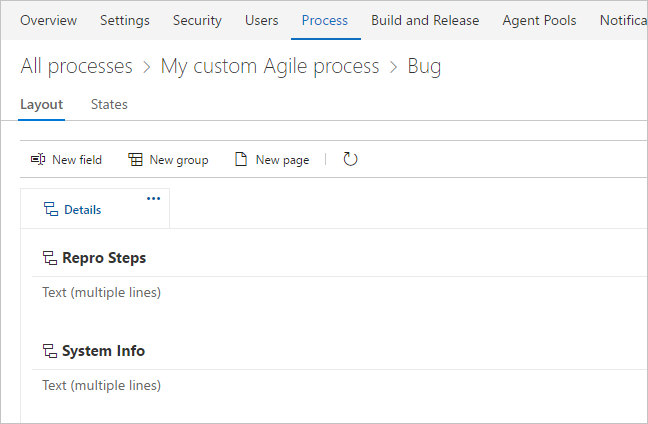 Overview Settings Security Users Process Build and Release Agent Pools Notifica
All processes > My custom Agile process > Bug
Layout States
New field New group New page
Details ...
Repro Steps
Text (multiple lines)
System Info
Text (multiple lines)